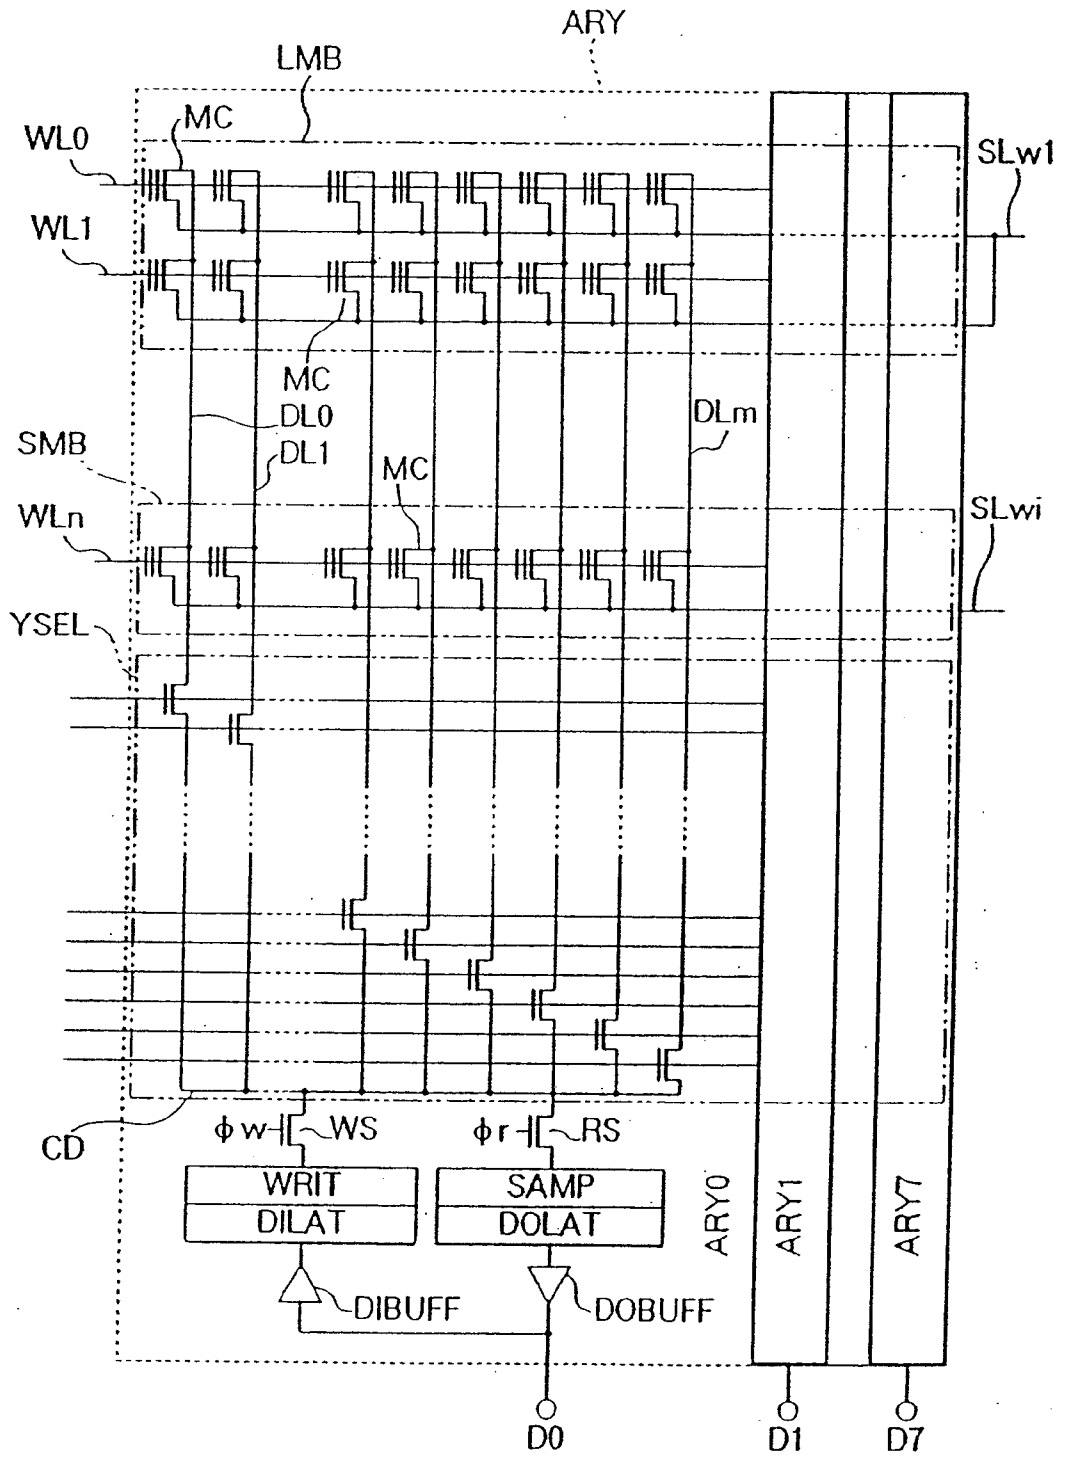 ARY
LMB
MC
WL0
SLw1
WL1
MC
DL0
DLm
SMB
DL1
MC
WLn
SLwi
YSEL
CD
ϕw
WS
ϕr
RS
WRIT
SAMP
DILAT
DOLAT
ARY0
ARY1
ARY7
DIBUFF
DOBUFF
D0
D1
D7